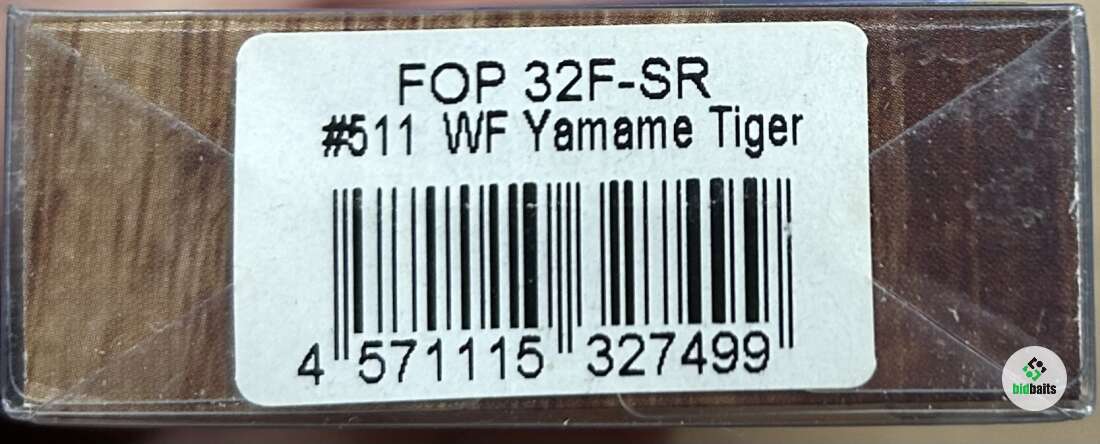 FOP 32F-SR
#511 WF Yamame Tiger
4 571115 327499
bidbaits